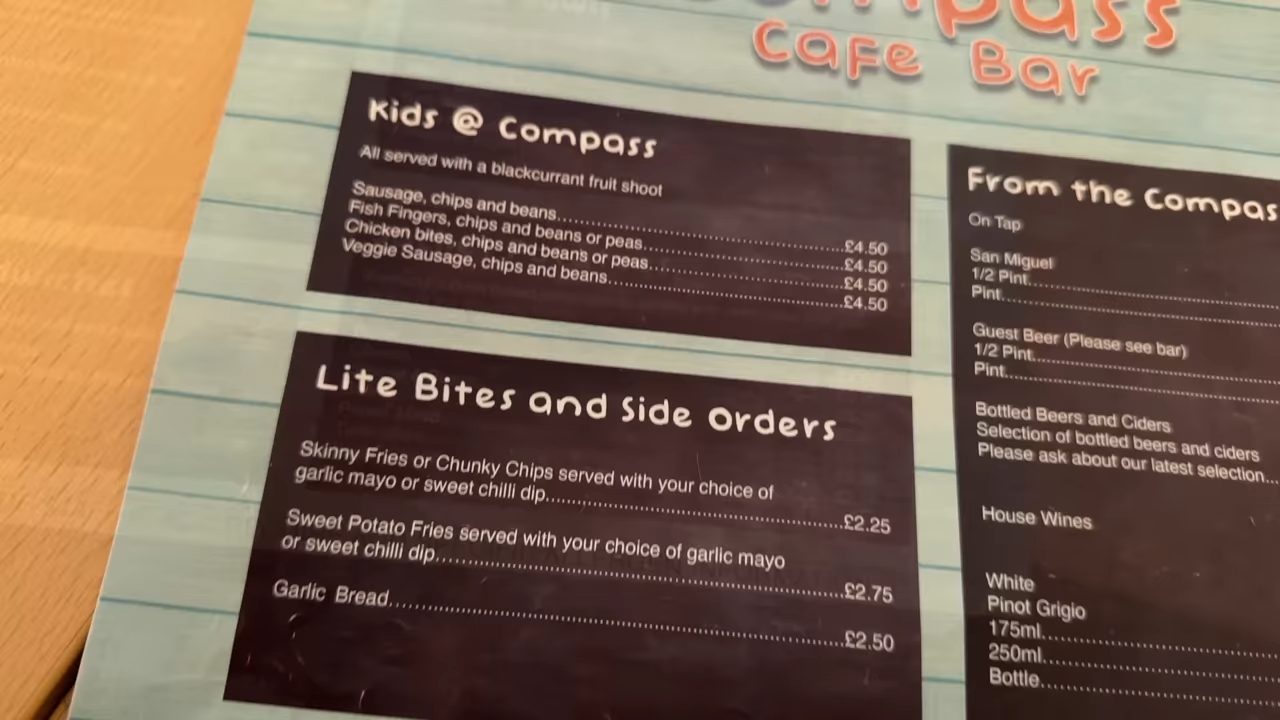 Cafe Bar
Kids @ Compass
All served with a blackcurrant fruit shoot
Sausage, chips and beans........£4.50
Fish Fingers, chips and beans or peas........£4.50
Chicken bites, chips and beans or peas........£4.50
Veggie Sausage, chips and beans........£4.50
Lite Bites and Side Orders
Skinny Fries or Chunky Chips served with your choice of
garlic mayo or sweet chilli dip........£2.25
Sweet Potato Fries served with your choice of garlic mayo
or sweet chilli dip........£2.75
Garlic Bread........£2.50
From the Compas
On Tap
San Miguel
1/2 Pint........
Pint........
Guest Beer (Please see bar)
1/2 Pint........
Pint........
Bottled Beers and Ciders
Selection of bottled beers and ciders
Please ask about our latest selection...
House Wines
White
Pinot Grigio
175ml........
250ml........
Bottle........